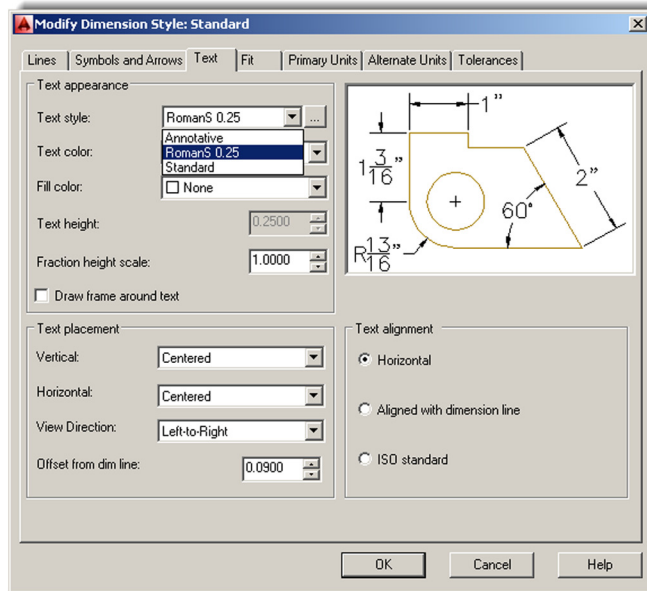 Modify Dimension Style: Standard
Lines Symbols and Arrows Text Fit Primary Units Alternate Units Tolerances
Text appearance
Text style: RomanS 0.25 ...
Annotative
RomanS 0.25
Standard
Text color:
Fill color: None
Text height: 0.2500
Fraction height scale: 1.0000
Draw frame around text
1"
1 3/16"
2"
60°
R13/16"
Text placement
Vertical: Centered
Horizontal: Centered
View Direction: Left-to-Right
Offset from dim line: 0.0900
Text alignment
Horizontal
Aligned with dimension line
ISO standard
OK Cancel Help